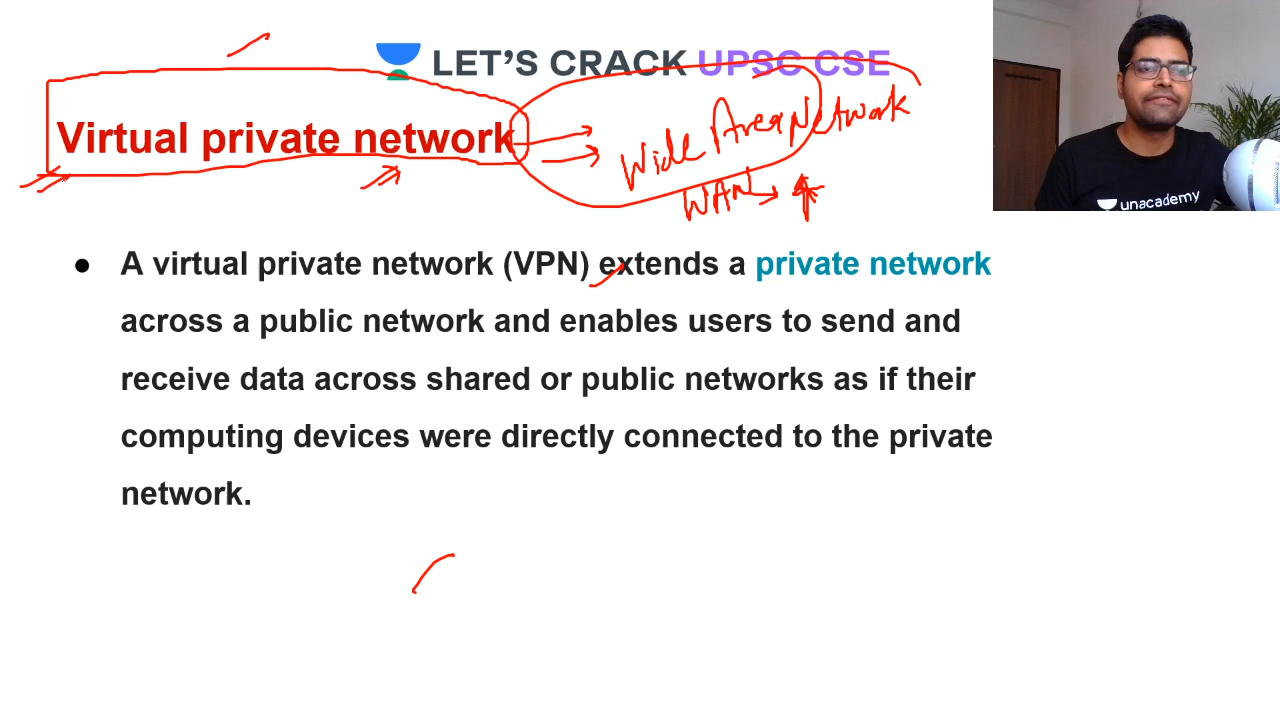 LET'S CRACK UPSC CSE
Virtual private network
Wide Area Network
WAN
● A virtual private network (VPN) extends a private network
across a public network and enables users to send and
receive data across shared or public networks as if their
computing devices were directly connected to the private
network.
unacademy